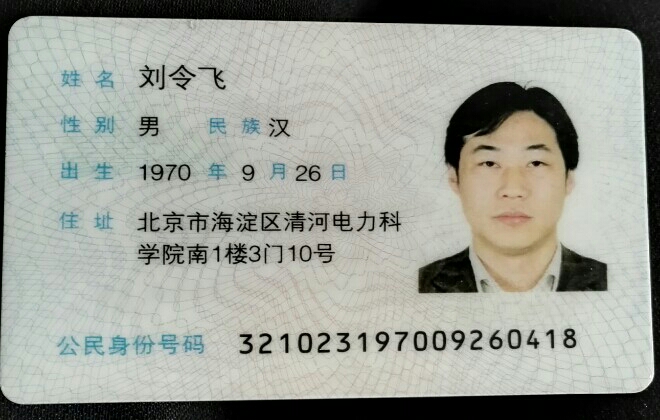 姓名 刘令飞
性别 男 民族 汉
出生 1970 年 9 月 26 日
住址 北京市海淀区清河电力科
学院南1楼3门10号
公民身份号码 321023197009260418